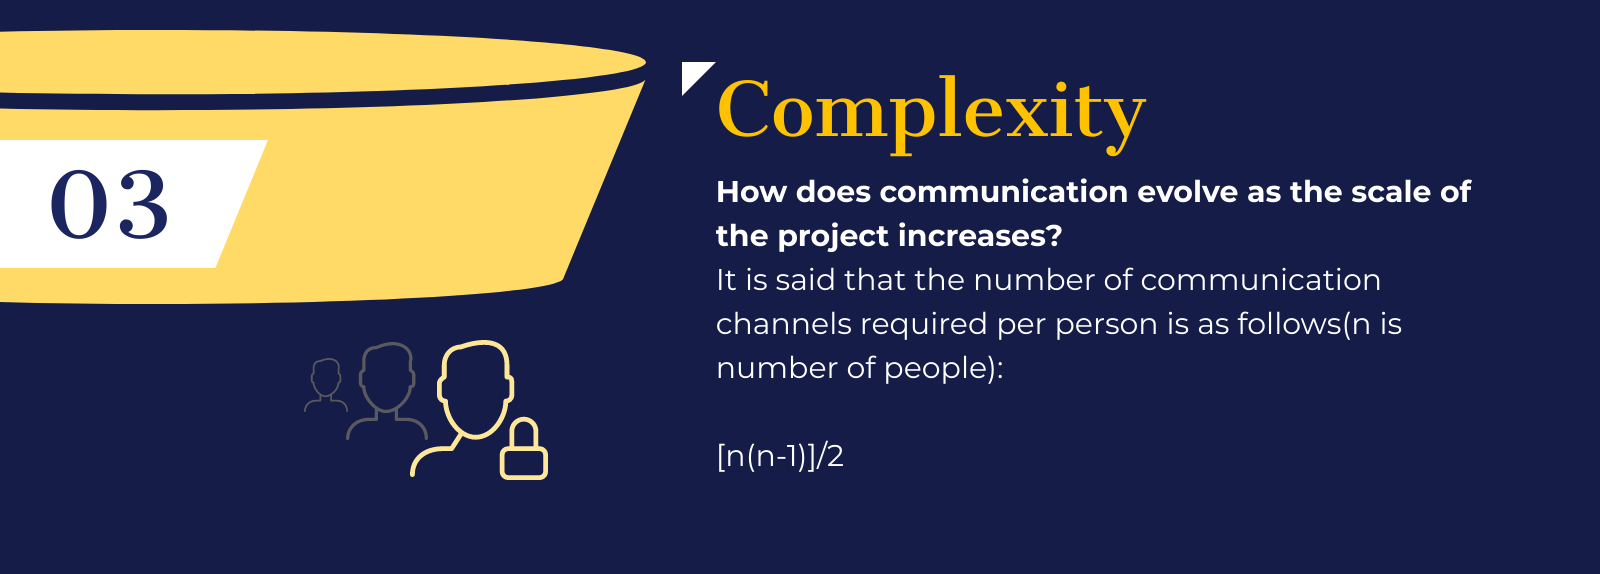 03
Complexity
How does communication evolve as the scale of
the project increases?
It is said that the number of communication
channels required per person is as follows(n is
number of people):
[n(n-1)]/2